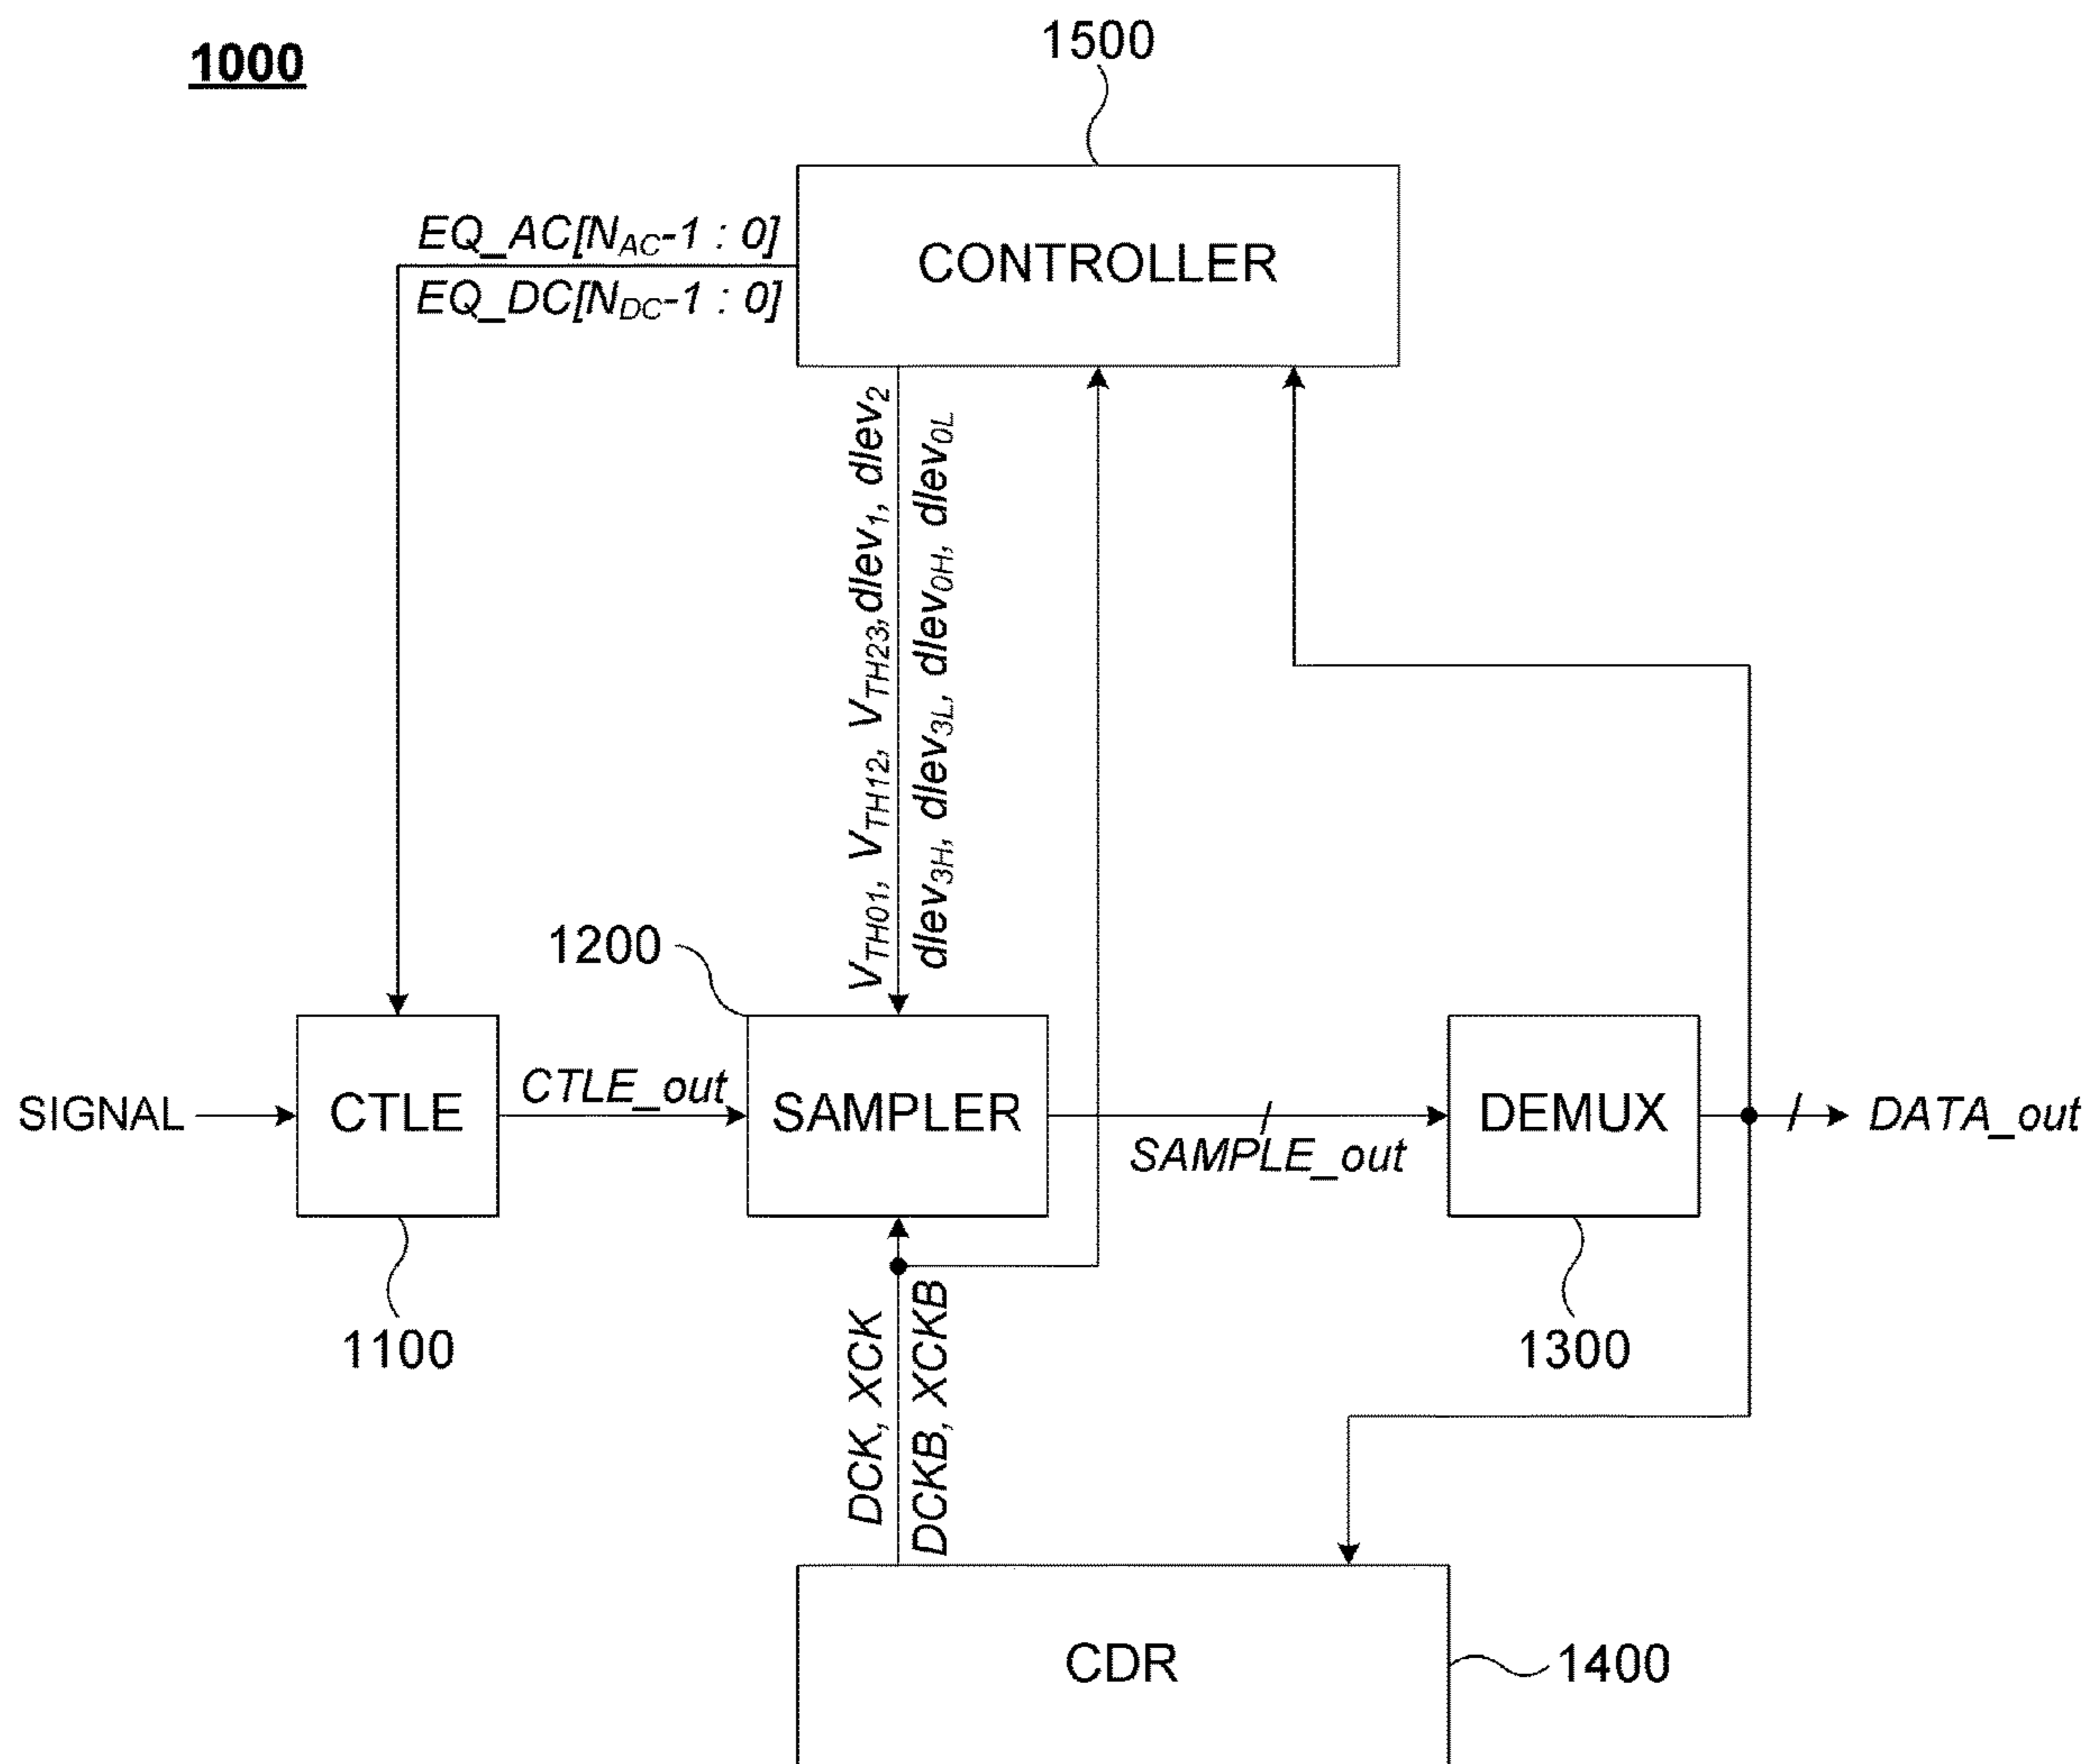 1000
1500
CONTROLLER
EQ_AC[N_AC-1 : 0]
EQ_DC[N_DC-1 : 0]
V_TH01, V_TH12, V_TH23, dlev_1, dlev_2
dlev_3H, dlev_3L, dlev_0H, dlev_0L
1200
SIGNAL
CTLE
CTLE_out
SAMPLER
SAMPLE_out
DEMUX
DATA_out
1100
1300
DCK, XCK
DCKB, XCKB
CDR
1400